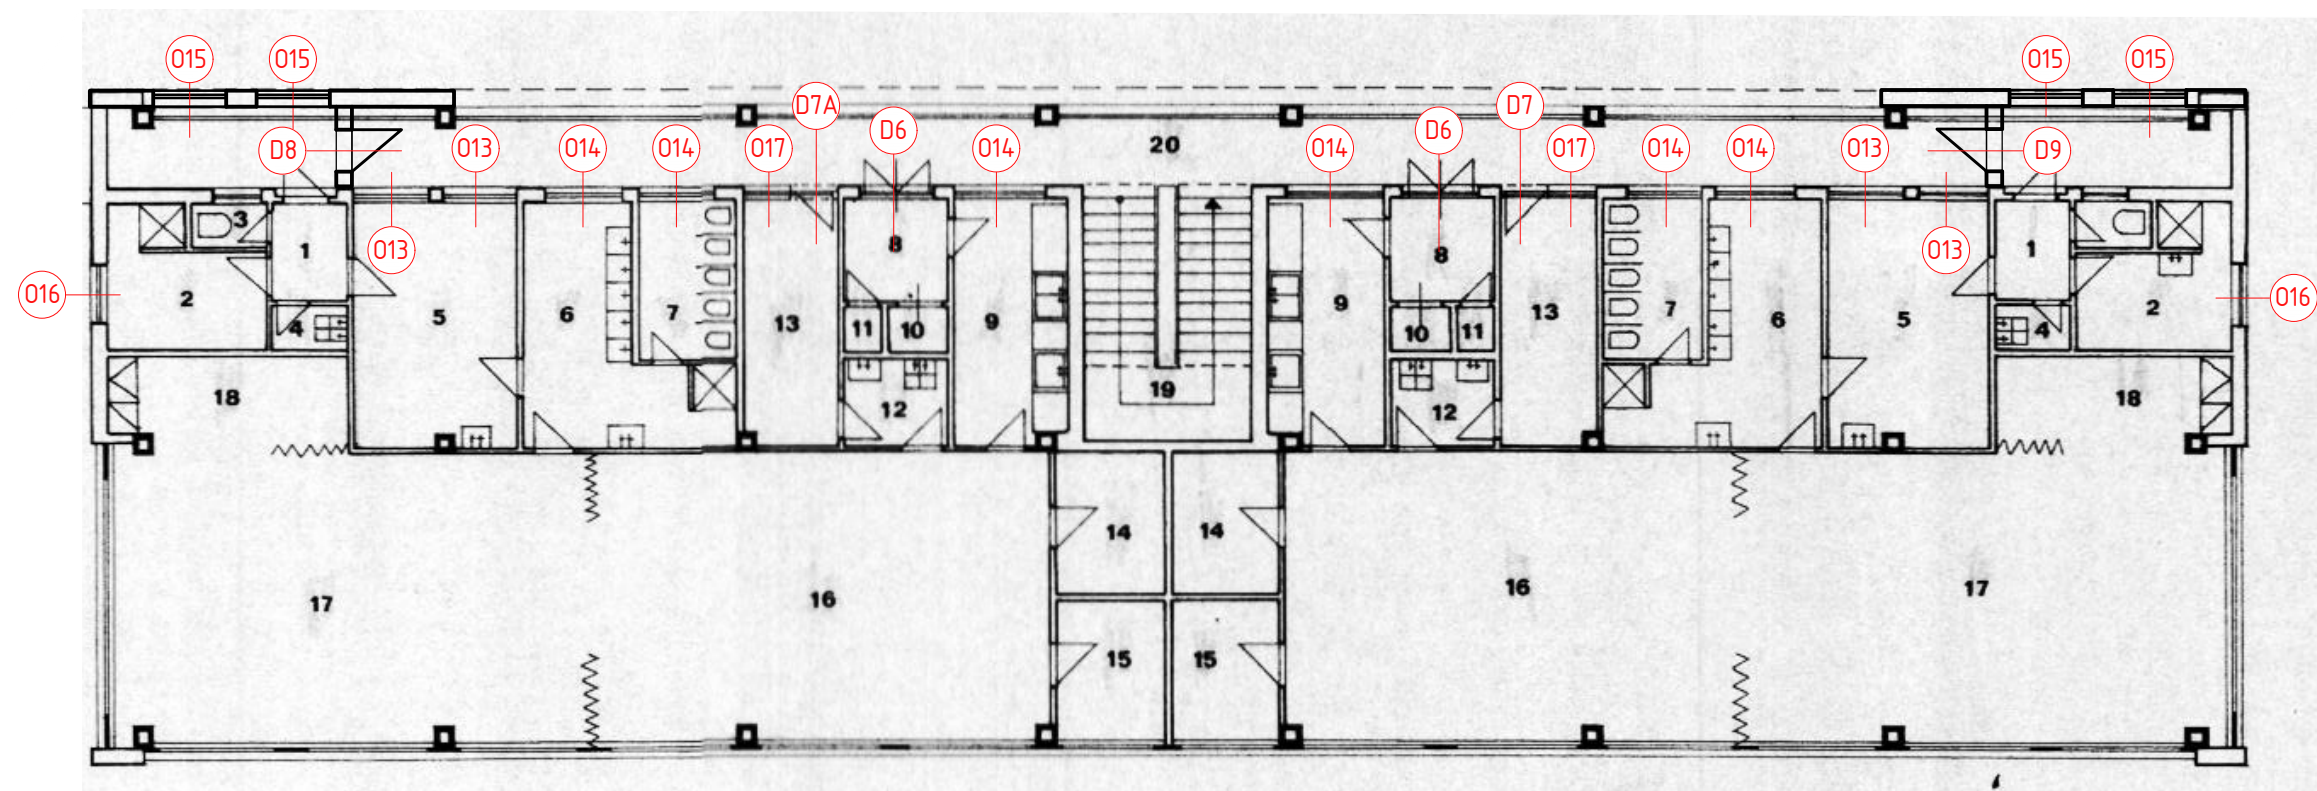 O15 O15 O15 O15
D7A D7
D6 D6
D8 O13 O14 O14 O17 O14 20 O14 O17 O14 O14 O13 D9
3
1 O13 8 8 O13 1
O16 2 O16
4 5 6 7 13 11 10 9 9 10 11 13 7 6 5 4 2
18 12 19 12 18
14 14
17 16 16 17
15 15